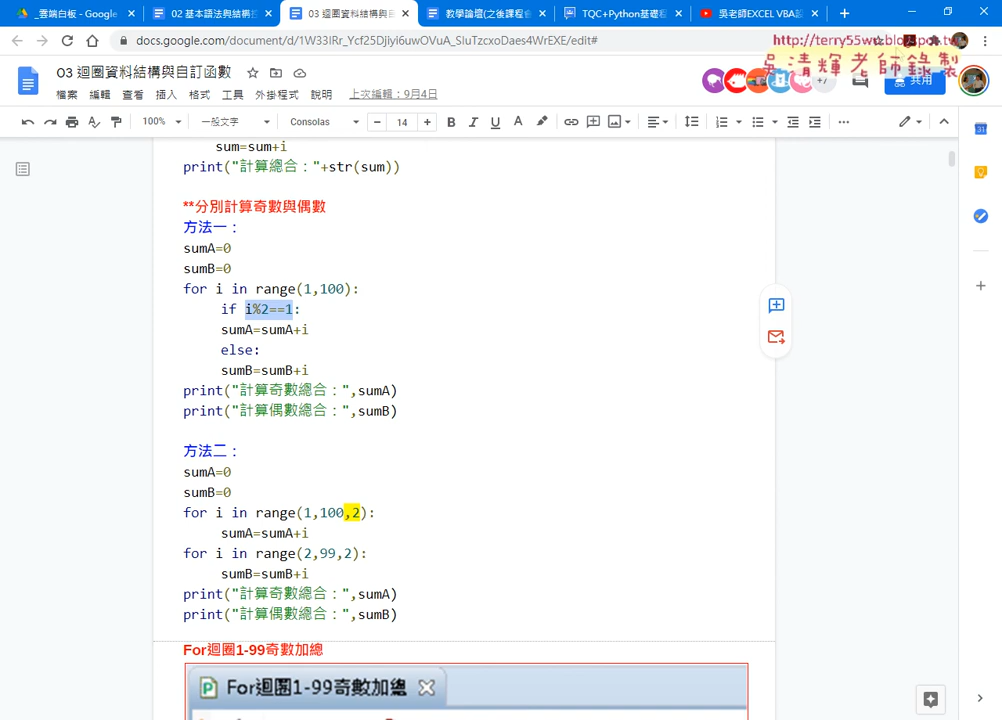 _雲端白板 - Google
02 基本語法與結構控
03 迴圈資料結構與自
教學論壇(之後課程會
TQC+Python基礎程
吳老師EXCEL VBA設
docs.google.com/document/d/1W33lRr_Ycf25Djiyi6uwOVuA_SluTzcxoDaes4WrEXE/edit#
http://terry55wu.blogspot.tw
吳清輝老師錄製
03 迴圈資料結構與自訂函數
檔案 編輯 查看 插入 格式 工具 外掛程式 說明 上次編輯：9月4日
+7
共用
100% 一般文字 Consolas 14 B I U A
sum=sum+i
print("計算總合："+str(sum))
**分別計算奇數與偶數
方法一：
sumA=0
sumB=0
for i in range(1,100):
if i%2==1:
sumA=sumA+i
else:
sumB=sumB+i
print("計算奇數總合：",sumA)
print("計算偶數總合：",sumB)
方法二：
sumA=0
sumB=0
for i in range(1,100,2):
sumA=sumA+i
for i in range(2,99,2):
sumB=sumB+i
print("計算奇數總合：",sumA)
print("計算偶數總合：",sumB)
For迴圈1-99奇數加總
For迴圈1-99奇數加總